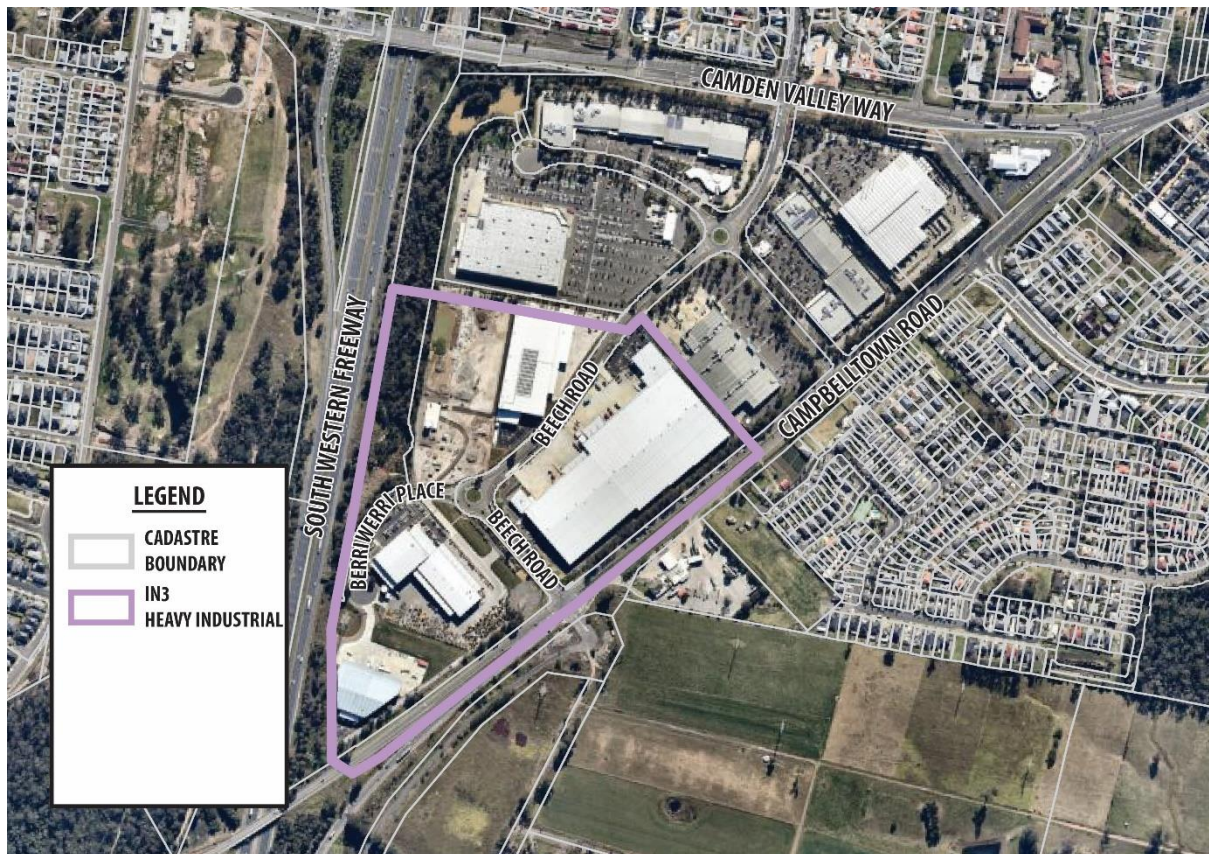 CAMDEN VALLEY WAY
SOUTH WESTERN FREEWAY
CAMPBELLTOWN ROAD
BEECH ROAD
BERRIWERRI PLACE
BEECH ROAD
LEGEND
CADASTRE
BOUNDARY
IN3
HEAVY INDUSTRIAL